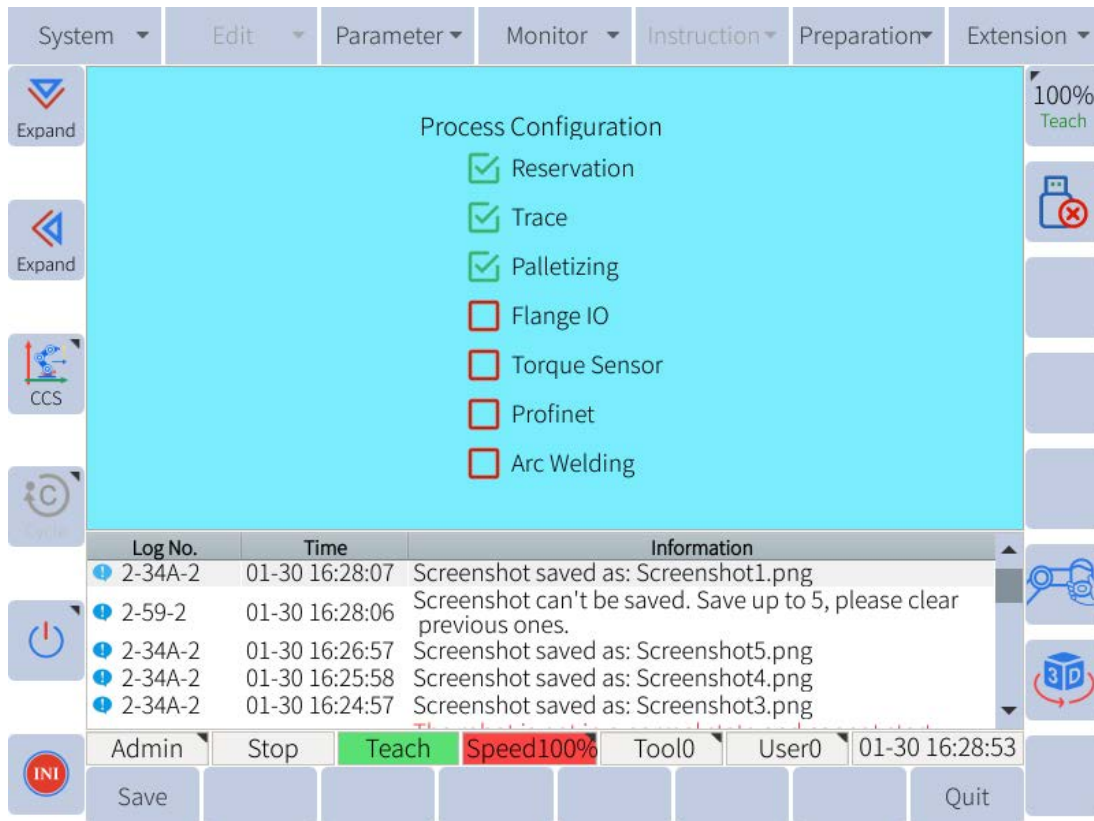 System Edit Parameter Monitor Instruction Preparation Extension
Expand
Process Configuration
100%
Teach
Reservation
Trace
Expand
Palletizing
Flange IO
Torque Sensor
CCS
Profinet
Arc Welding
C
Cycle
Log No. Time Information
2-34A-2 01-30 16:28:07 Screenshot saved as: Screenshot1.png
2-59-2 01-30 16:28:06 Screenshot can't be saved. Save up to 5, please clear
previous ones.
2-34A-2 01-30 16:26:57 Screenshot saved as: Screenshot5.png
2-34A-2 01-30 16:25:58 Screenshot saved as: Screenshot4.png
2-34A-2 01-30 16:24:57 Screenshot saved as: Screenshot3.png
3D
Admin Stop Teach Speed100% Tool0 User0 01-30 16:28:53
INI
Save Quit